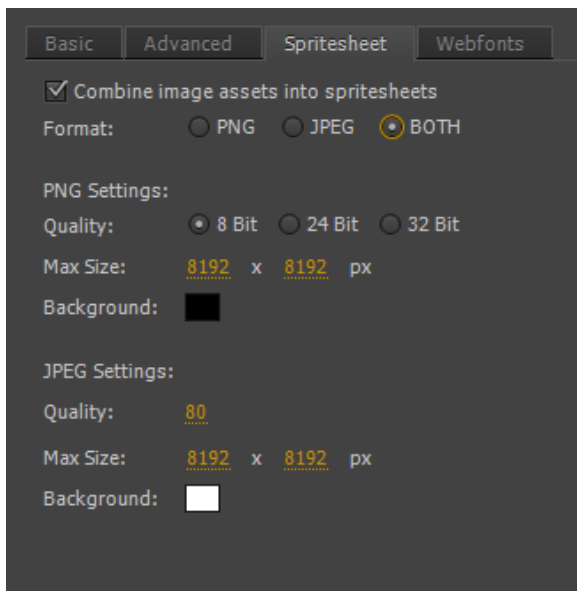 Basic Advanced Spritesheet Webfonts
Combine image assets into spritesheets
Format: PNG JPEG BOTH
PNG Settings:
Quality: 8 Bit 24 Bit 32 Bit
Max Size: 8192 x 8192 px
Background:
JPEG Settings:
Quality: 80
Max Size: 8192 x 8192 px
Background: